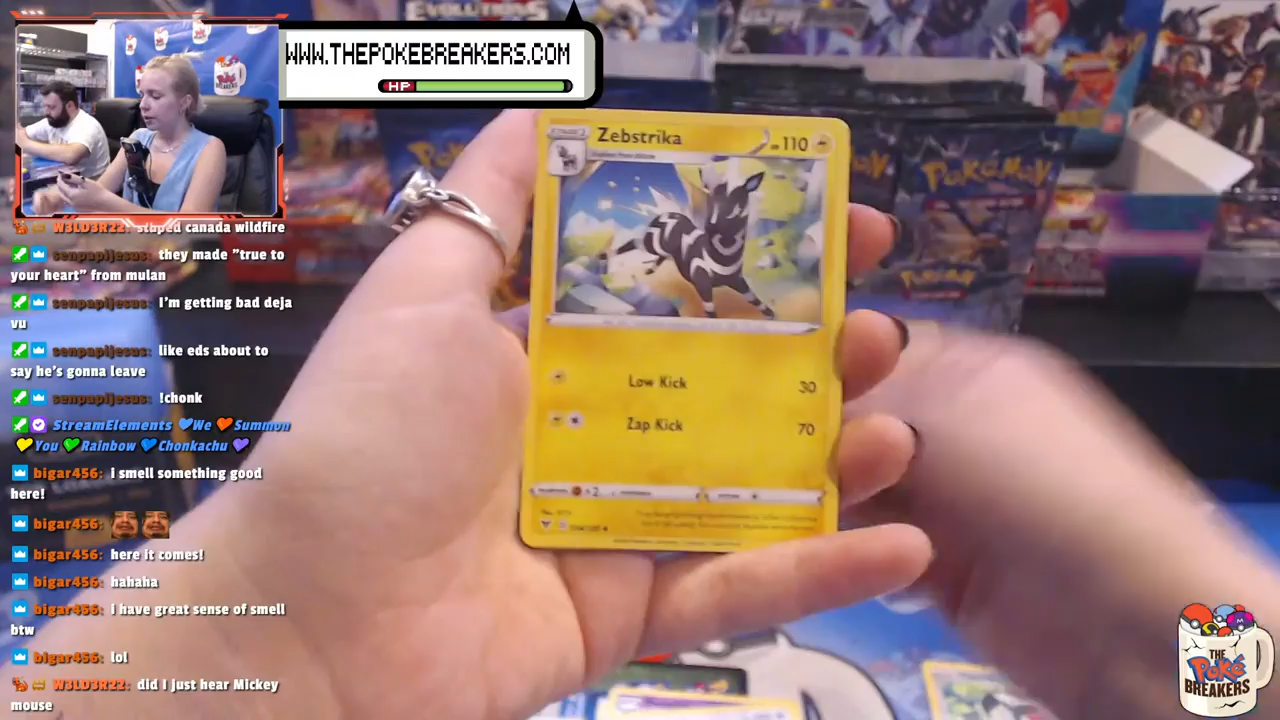 EVOLUTIONS
WWW.THEPOKEBREAKERS.COM
HP
W3LD3R22: stuped canada wildfire
senpapijesus: they made "true to
your heart" from mulan
senpapijesus: I'm getting bad deja
vu
senpapijesus: like eds about to
say he's gonna leave
senpapijesus: !chonk
StreamElements We Summon
You Rainbow Chonkachu
bigar456: i smell something good
here!
bigar456:
bigar456: here it comes!
bigar456: hahaha
bigar456: I have great sense of smell
btw
bigar456: lol
W3LD3R22: did I just hear Mickey
mouse
Zebstrika
110
Low Kick 30
Zap Kick 70
Pokémon
THE
Poké
BREAKERS